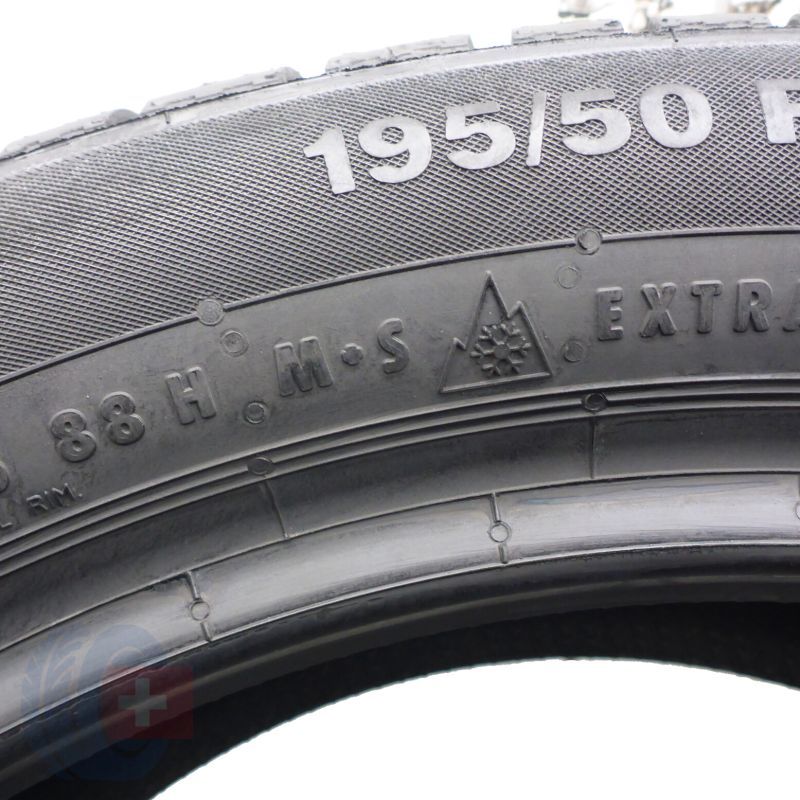 195/50 R
88 H M+S EXTRA
RIM.